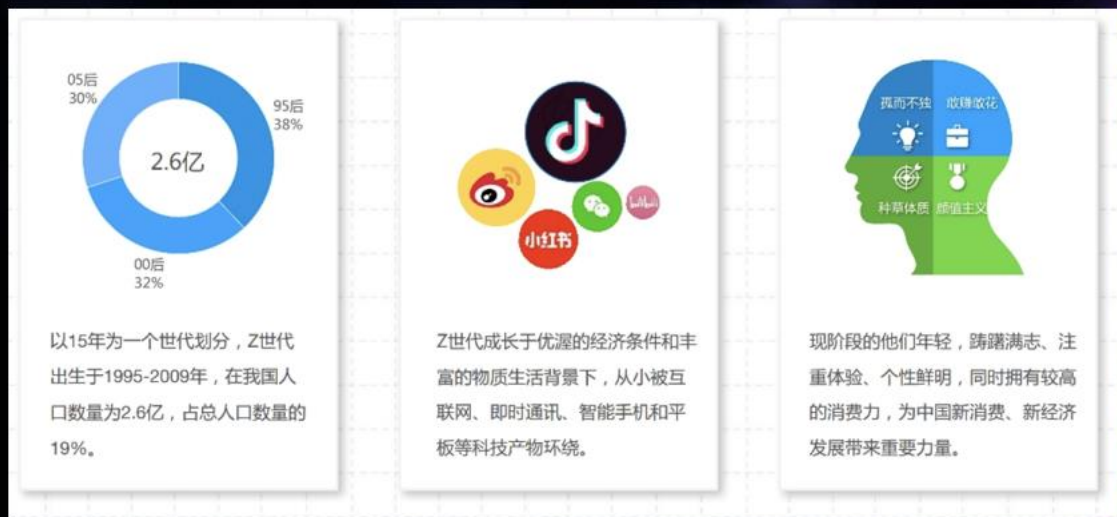 05后
30%
95后
38%
2.6亿
00后
32%
以15年为一个世代划分，Z世代
出生于1995-2009年，在我国人
口数量为2.6亿，占总人口数量的
19%。
小红书
bilibili
Z世代成长于优渥的经济条件和丰
富的物质生活背景下，从小被互
联网、即时通讯、智能手机和平
板等科技产物环绕。
孤而不独 敢赚敢花
种草体质 颜值主义
现阶段的他们年轻，踌躇满志、注
重体验、个性鲜明，同时拥有较高
的消费力，为中国新消费、新经济
发展带来重要力量。